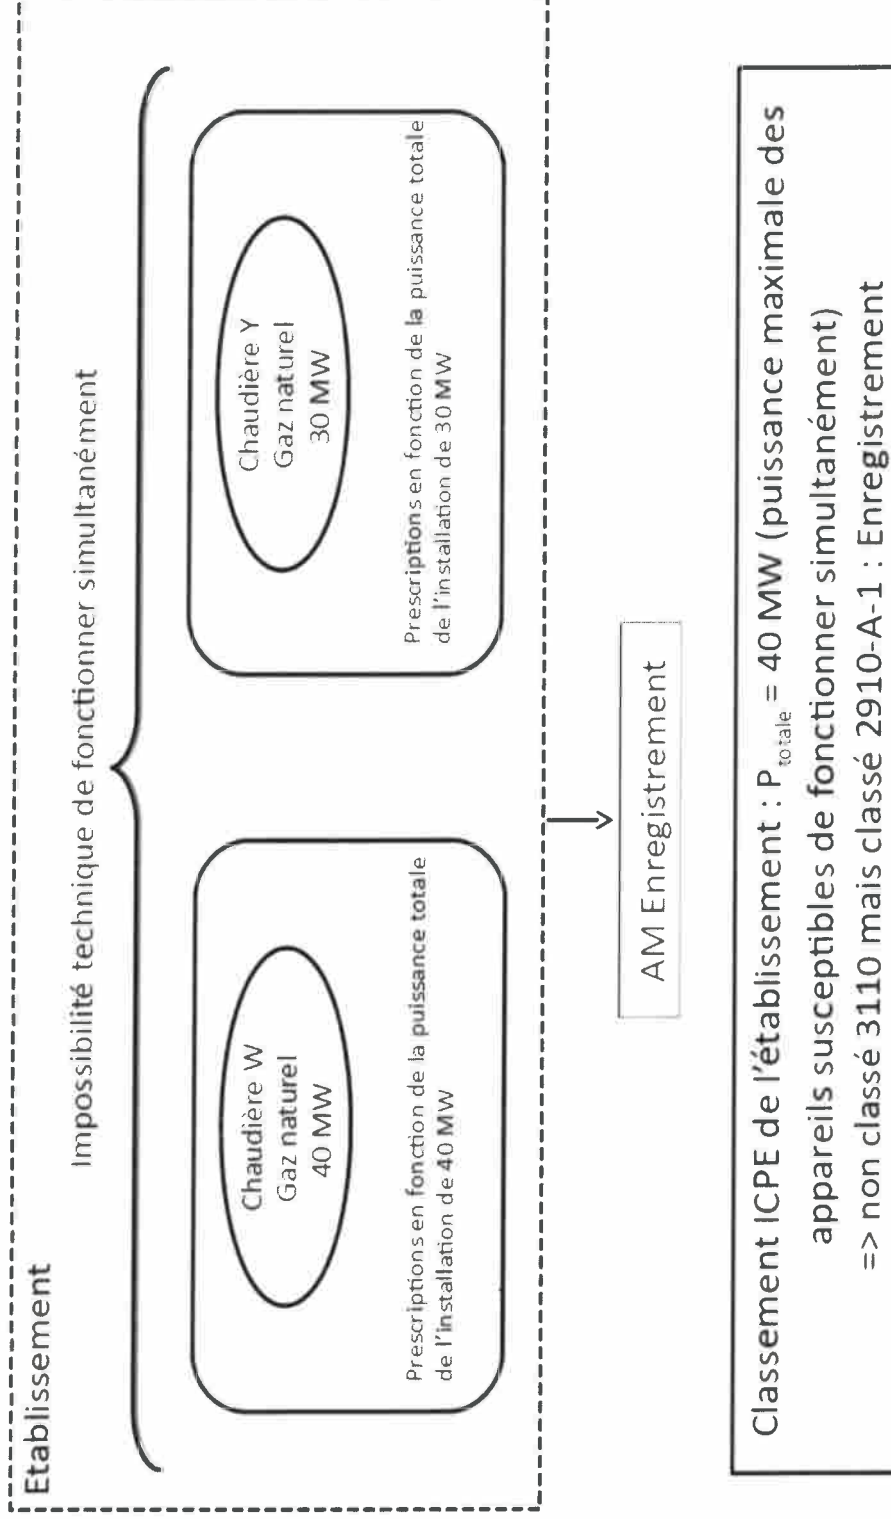 Etablissement
Impossibilité technique de fonctionner simultanément
Chaudière W
Gaz naturel
40 MW
Prescriptions en fonction de la puissance totale
de l'installation de 40 MW
Chaudière Y
Gaz naturel
30 MW
Prescriptions en fonction de la puissance totale
de l'installation de 30 MW
AM Enregistrement
Classement ICPE de l'établissement : P totale = 40 MW (puissance maximale des
appareils susceptibles de fonctionner simultanément)
=> non classé 3110 mais classé 2910-A-1 : Enregistrement